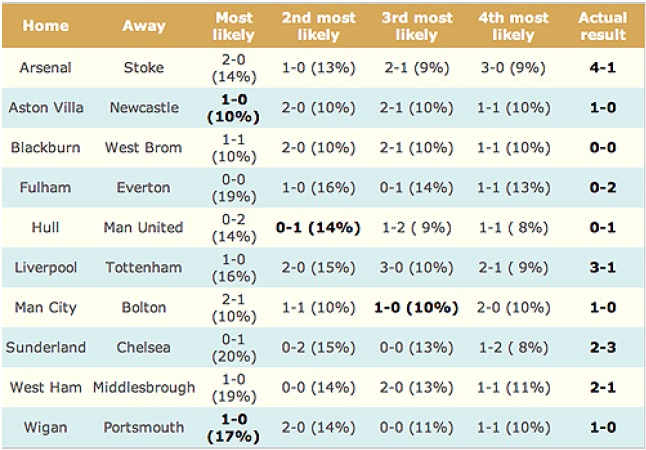 Home Away Most likely 2nd most likely 3rd most likely 4th most likely Actual result
Arsenal Stoke 2-0 (14%) 1-0 (13%) 2-1 (9%) 3-0 (9%) 4-1
Aston Villa Newcastle 1-0 (10%) 2-0 (10%) 2-1 (10%) 1-1 (10%) 1-0
Blackburn West Brom 1-1 (10%) 2-0 (10%) 2-1 (10%) 1-1 (10%) 0-0
Fulham Everton 0-0 (19%) 1-0 (16%) 0-1 (14%) 1-1 (13%) 0-2
Hull Man United 0-2 (14%) 0-1 (14%) 1-2 ( 9%) 1-1 ( 8%) 0-1
Liverpool Tottenham 1-0 (16%) 2-0 (15%) 3-0 (10%) 2-1 ( 9%) 3-1
Man City Bolton 2-1 (10%) 1-1 (10%) 1-0 (10%) 2-0 (10%) 1-0
Sunderland Chelsea 0-1 (20%) 0-2 (15%) 0-0 (13%) 1-2 ( 8%) 2-3
West Ham Middlesbrough 1-0 (19%) 0-0 (14%) 2-0 (13%) 1-1 (11%) 2-1
Wigan Portsmouth 1-0 (17%) 2-0 (14%) 0-0 (11%) 1-1 (10%) 1-0